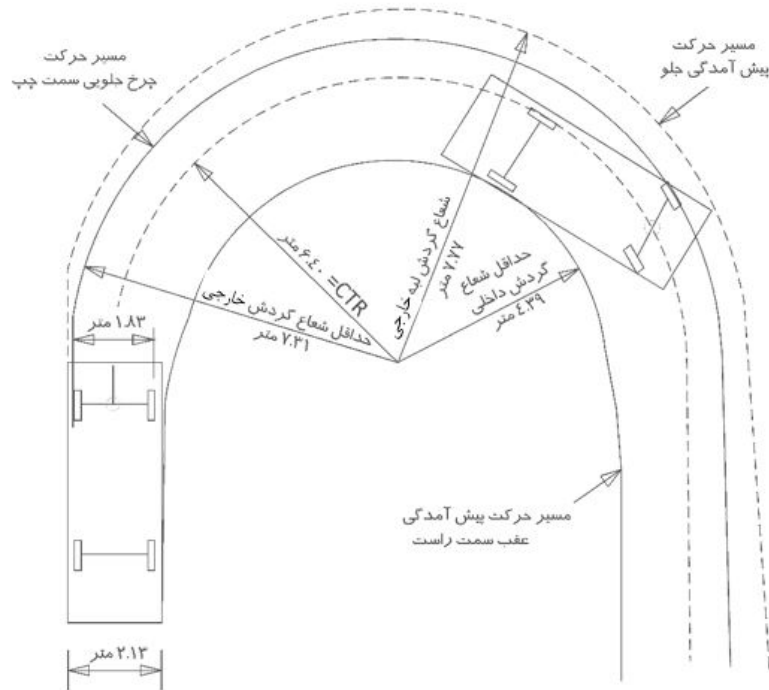 مسیر حرکت
چرخ جلویی سمت چپ
مسیر حرکت
پیش آمدگی جلو
شعاع گردش لبه خارجی
۷.۷۷ متر
CTR= ۶.۴۰ متر
حداقل شعاع
گردش داخلی
۴.۳۹ متر
حداقل شعاع گردش خارجی
۷.۳۱ متر
۱.۸۳ متر
مسیر حرکت پیش آمدگی
عقب سمت راست
۲.۱۳ متر